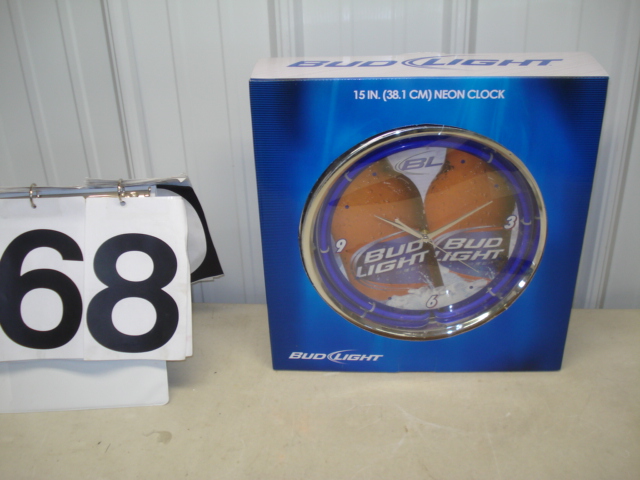 BUD LIGHT
15 IN. (38.1 CM) NEON CLOCK
BL
9
3
BUD LIGHT
BUD LIGHT
6
BUD LIGHT
68